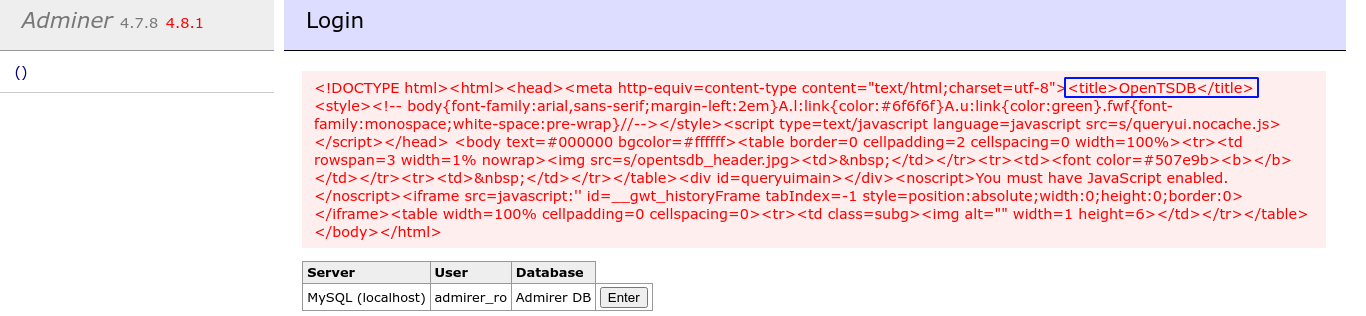 Adminer 4.7.8 4.8.1
Login
()
<!DOCTYPE html><html><head><meta http-equiv=content-type content="text/html;charset=utf-8"><title>OpenTSDB</title>
<style><!-- body{font-family:arial,sans-serif;margin-left:2em}A.l:link{color:#6f6f6f}A.u:link{color:green}.fwf{font-
family:monospace;white-space:pre-wrap}//--></style><script type=text/javascript language=javascript src=s/queryui.nocache.js>
</script></head> <body text=#000000 bgcolor=#ffffff><table border=0 cellpadding=2 cellspacing=0 width=100%><tr><td
rowspan=3 width=1% nowrap><img src=s/opentsdb_header.jpg><td>&nbsp;</td></tr><tr><td><font color=#507e9b><b></b>
</td></tr><tr><td>&nbsp;</td></tr></table><div id=queryuimain></div><noscript>You must have JavaScript enabled.
</noscript><iframe src=javascript:'' id=__gwt_historyFrame tabIndex=-1 style=position:absolute;width:0;height:0;border:0>
</iframe><table width=100% cellpadding=0 cellspacing=0><tr><td class=subg><img alt="" width=1 height=6></td></tr></table>
</body></html>
Server User Database
MySQL (localhost) admirer_ro Admirer DB Enter